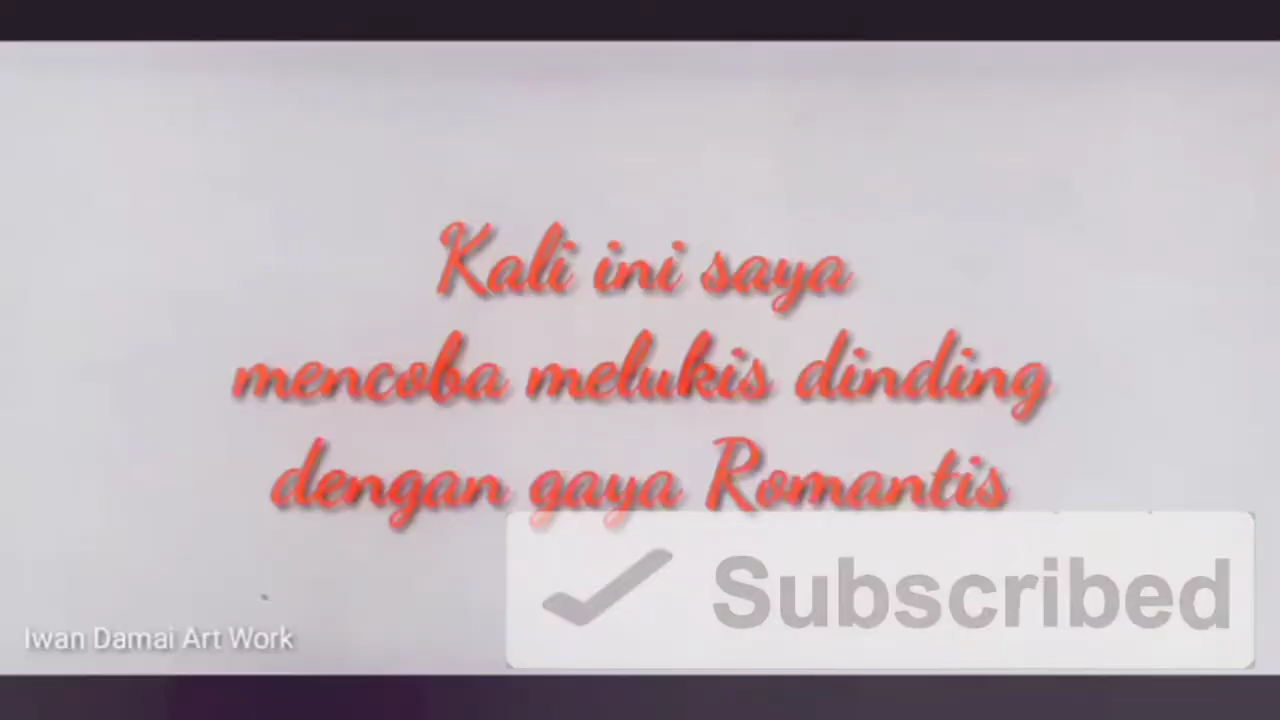 Kali ini saya
mencoba melukis dinding
dengan gaya Romantis
Subscribed
Iwan Damai Art Work